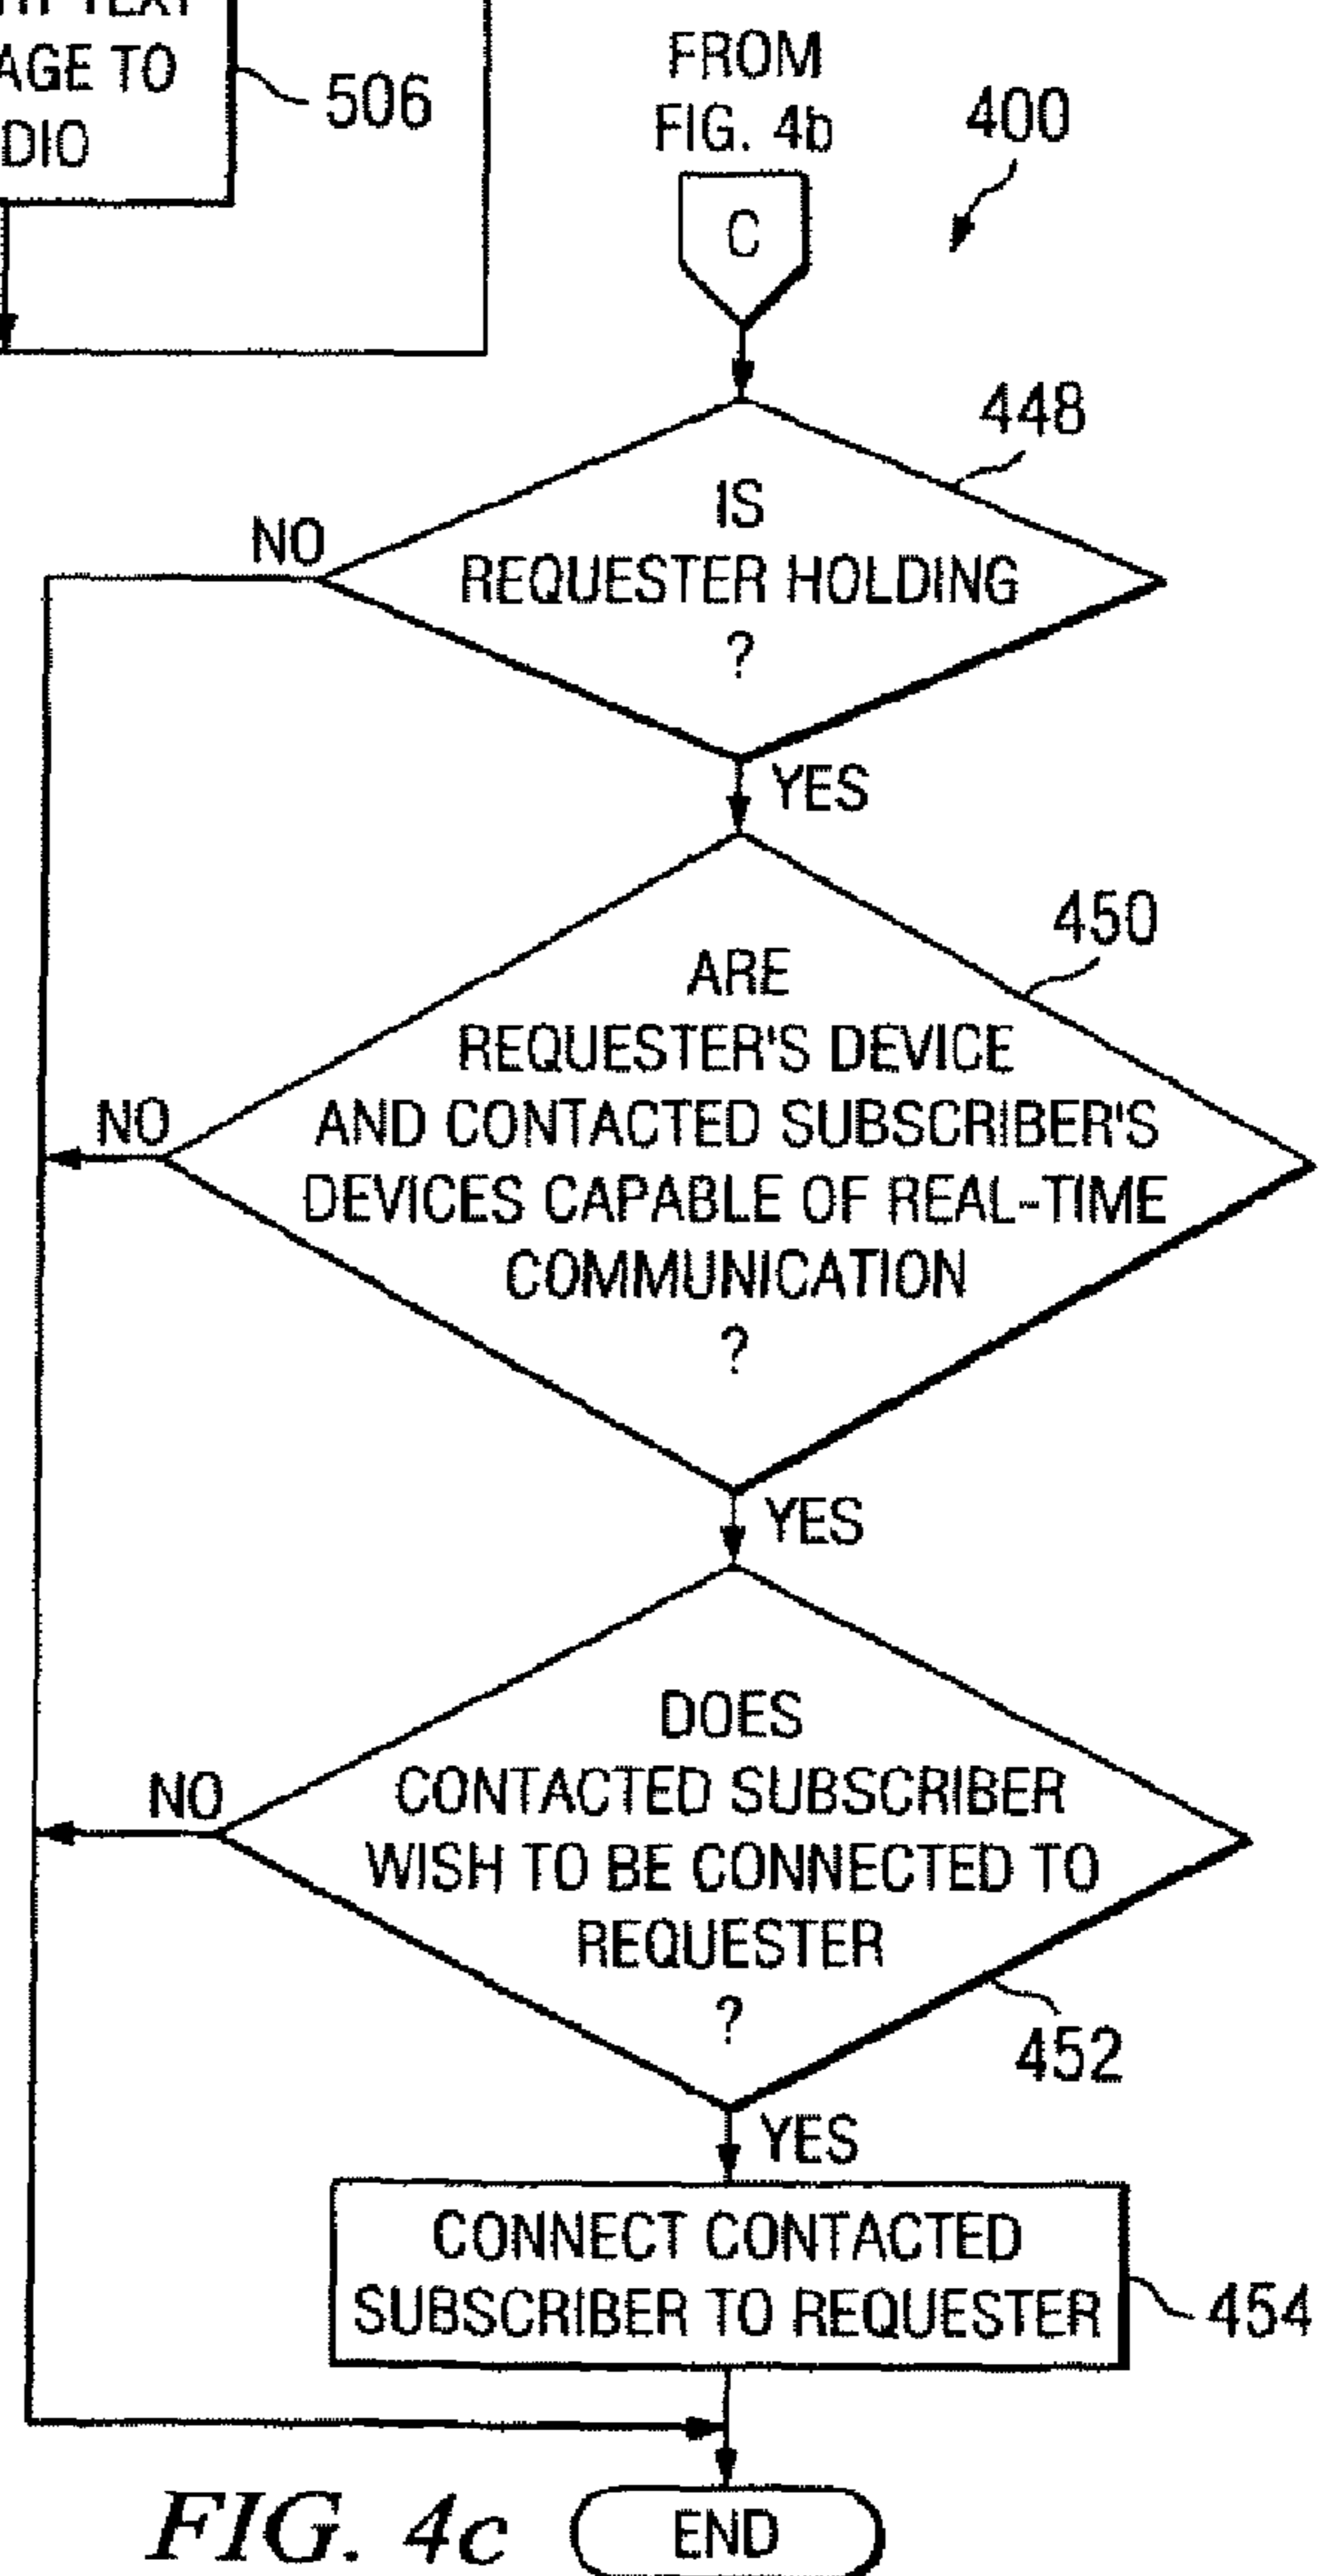 TEXT
TO
506
FROM
FIG. 4b
400
C
448
IS
REQUESTER HOLDING
?
NO
YES
450
ARE
REQUESTER'S DEVICE
AND CONTACTED SUBSCRIBER'S
DEVICES CAPABLE OF REAL-TIME
COMMUNICATION
?
NO
YES
DOES
CONTACTED SUBSCRIBER
WISH TO BE CONNECTED TO
REQUESTER
?
NO
452
YES
CONNECT CONTACTED
SUBSCRIBER TO REQUESTER
454
END
FIG. 4c